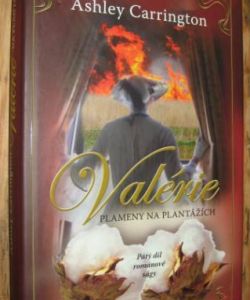 Ashley Carrington
Valérie
PLAMENY NA PLANTÁŽÍCH
Pátý díl
románové
ságy